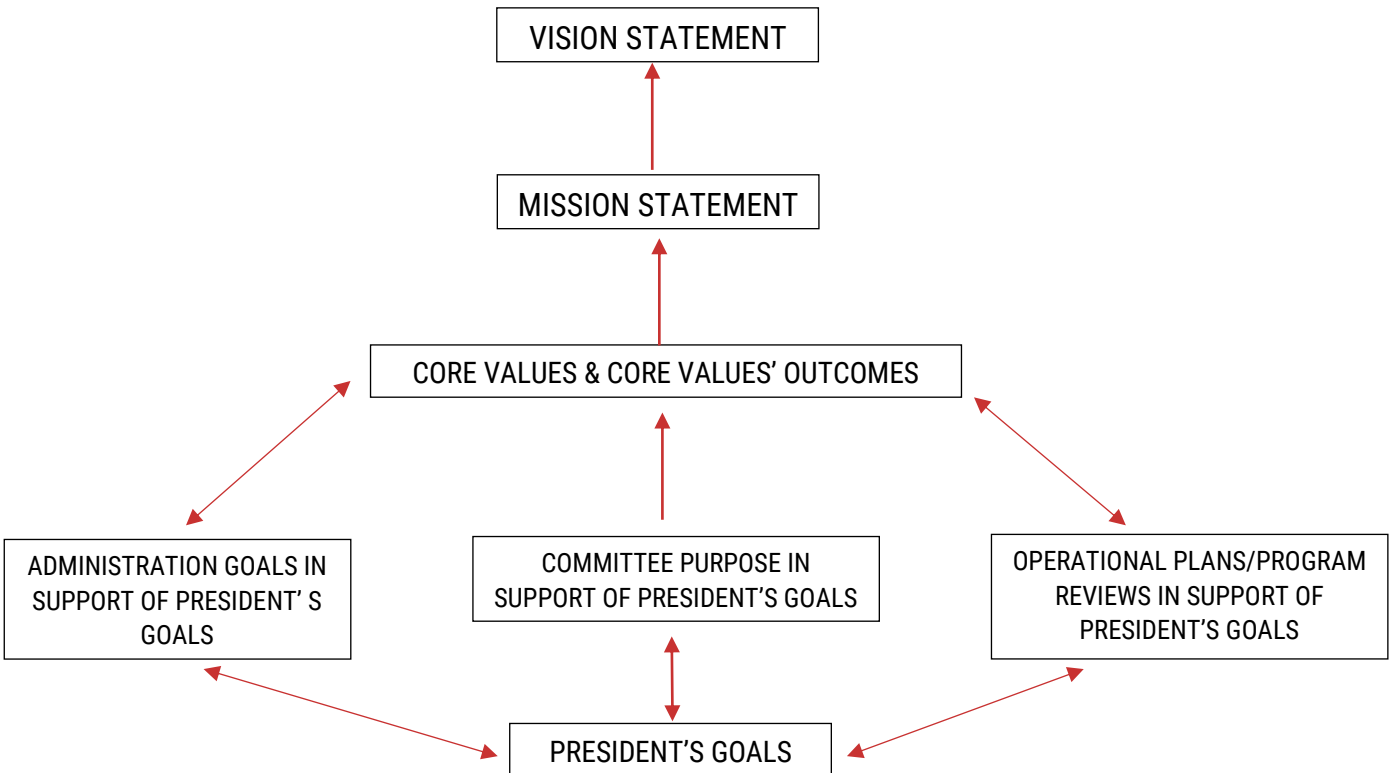 VISION STATEMENT
MISSION STATEMENT
CORE VALUES & CORE VALUES’ OUTCOMES
ADMINISTRATION GOALS IN
SUPPORT OF PRESIDENT’ S
GOALS
COMMITTEE PURPOSE IN
SUPPORT OF PRESIDENT’S GOALS
OPERATIONAL PLANS/PROGRAM
REVIEWS IN SUPPORT OF
PRESIDENT’S GOALS
PRESIDENT’S GOALS